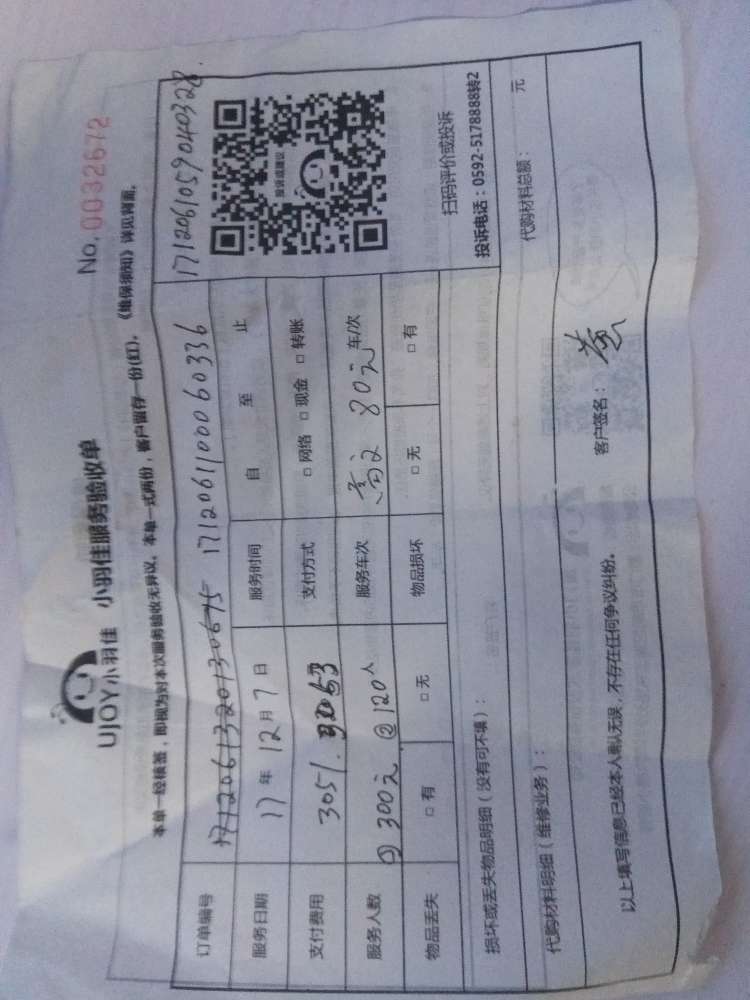 UJOY小羽佳 小羽佳服务验收单
No. 0032672
本单一经核签，即视为对本次服务验收无异议。本单一式两份，客户留存一份(红)。《维保须知》详见背面。
订单编号 1712061320130675 1712061100060336 1712061059040328
服务日期 17年 12月7日 服务时间 自 至 止
支付费用 3051. 支付方式 □ 网络 □ 现金 □ 转账
服务人数 ① 300元 ② 120人 服务车次 80元 车/次
物品丢失 □ 有 □ 无 物品损坏 □ 无 □ 有
投诉或建议
扫码评价或投诉
投诉电话：0592-5178888转2
损坏或丢失物品明细（没有可不填）：
代购材料明细（维修业务）： 代购材料总额： 元
以上填写信息已经本人确认无误，不存在任何争议纠纷。 客户签名：